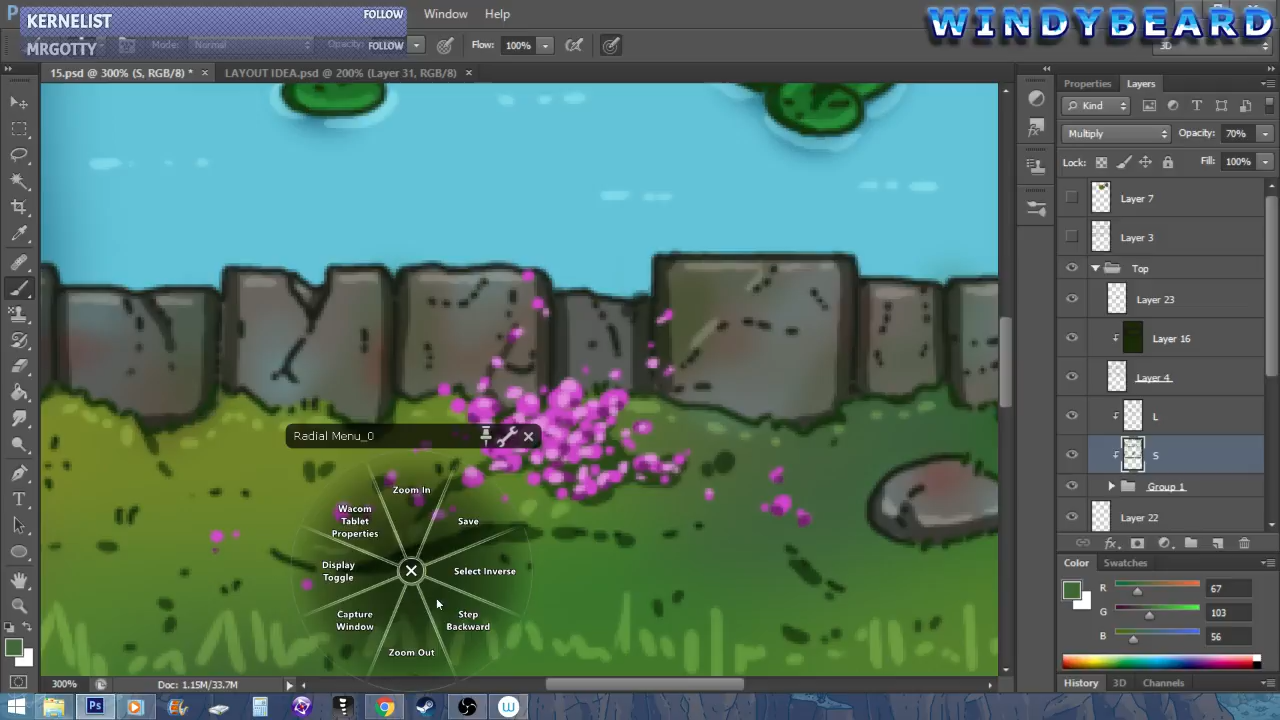 KERNELIST
FOLLOW
MRGOTTY
FOLLOW
Window Help
WINDYBEARD
Mode: Normal Opacity: Flow: 100%
3D
15.psd @ 300% (S, RGB/8) * ×
LAYOUT IDEA.psd @ 200% (Layer 31, RGB/8) ×
Properties Layers
Kind
Multiply Opacity: 70%
Lock: Fill: 100%
Layer 7
Layer 3
Top
Layer 23
Layer 16
Layer 4
L
S
Group 1
Layer 22
Radial Menu_0
Zoom In
Save
Select Inverse
Step
Backward
Zoom Out
Capture
Window
Display
Toggle
Wacom
Tablet
Properties
Color Swatches
R 67
G 103
B 56
History 3D Channels
300% Doc: 1.15M/33.7M